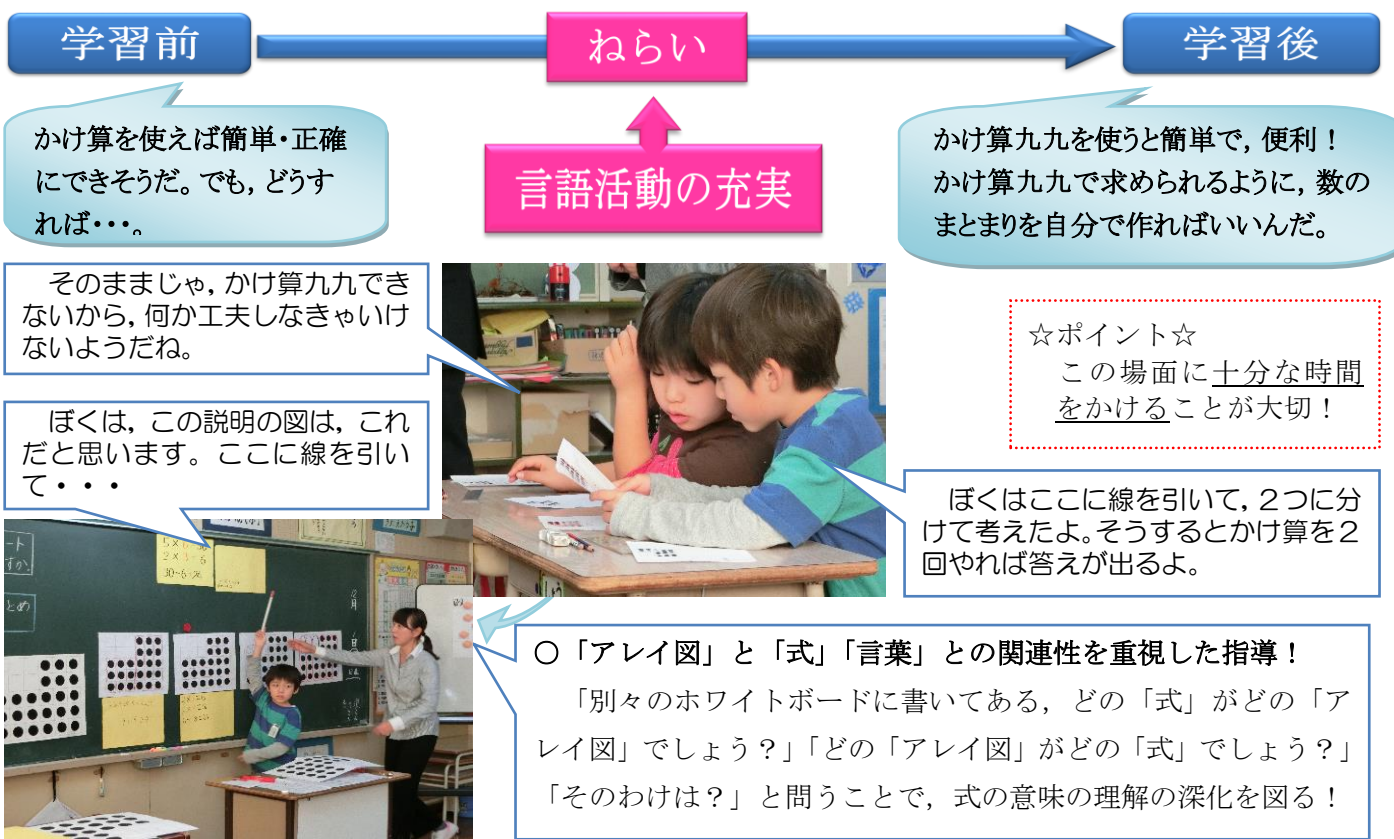 学習前
ねらい
学習後
言語活動の充実
かけ算を使えば簡単・正確
にできそうだ。でも,どうす
れば・・・。
かけ算九九を使うと簡単で,便利!
かけ算九九で求められるように,数の
まとまりを自分で作ればいいんだ。
そのままじゃ,かけ算九九でき
ないから,何か工夫しなきゃいけ
ないようだね。
☆ポイント☆
この場面に十分な時間
をかけることが大切!
ぼくは,この説明の図は,これ
だと思います。ここに線を引い
て・・・
ぼくはここに線を引いて,2つに分
けて考えたよ。そうするとかけ算を2
回やれば答えが出るよ。
○「アレイ図」と「式」「言葉」との関連性を重視した指導!
「別々のホワイトボードに書いてある,どの「式」がどの「ア
レイ図」でしょう?」「どの「アレイ図」がどの「式」でしょう?」
「そのわけは?」と問うことで,式の意味の理解の深化を図る!